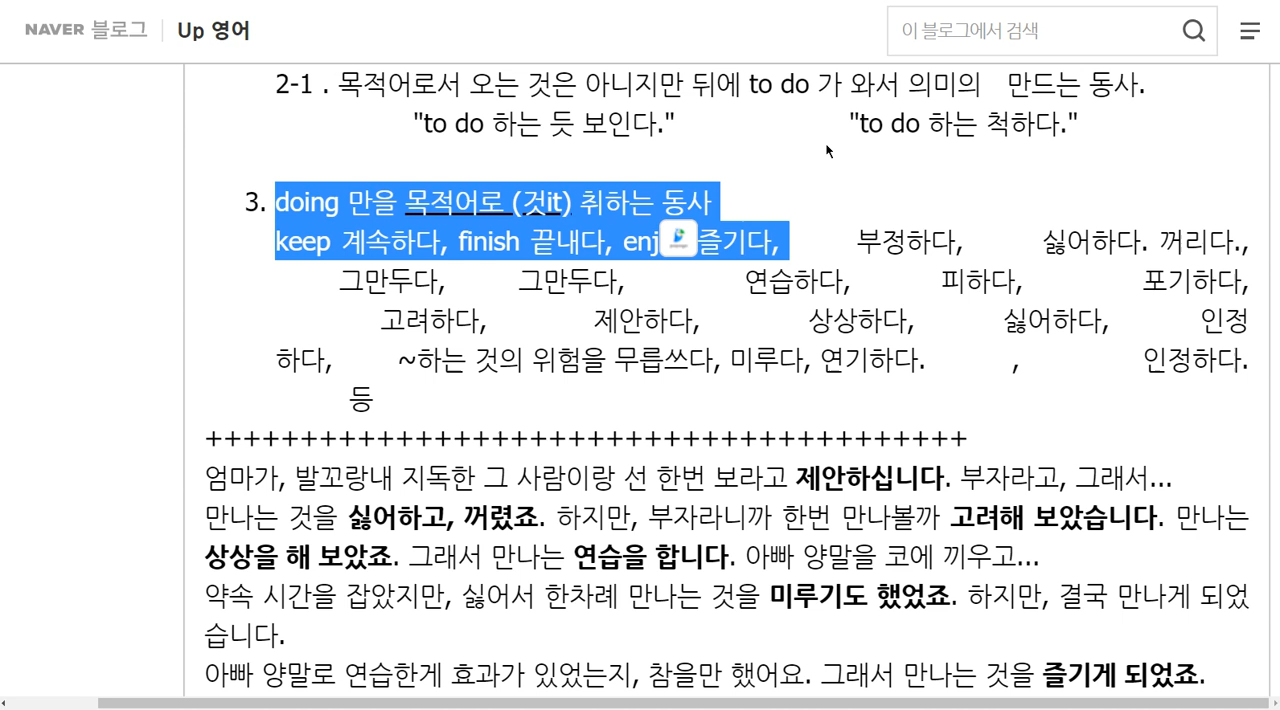 NAVER 블로그 Up 영어 이 블로그에서 검색
2-1 . 목적어로서 오는 것은 아니지만 뒤에 to do 가 와서 의미의 만드는 동사.
"to do 하는 듯 보인다." "to do 하는 척하다."
3. doing 만을 목적어로 (것it) 취하는 동사
keep 계속하다, finish 끝내다, enj 즐기다, 부정하다, 싫어하다. 꺼리다.,
그만두다, 그만두다, 연습하다, 피하다, 포기하다,
고려하다, 제안하다, 상상하다, 싫어하다, 인정
하다, ~하는 것의 위험을 무릅쓰다, 미루다, 연기하다. , 인정하다.
등
++++++++++++++++++++++++++++++++++++++++
엄마가, 발꼬랑내 지독한 그 사람이랑 선 한번 보라고 제안하십니다. 부자라고, 그래서...
만나는 것을 싫어하고, 꺼렸죠. 하지만, 부자라니까 한번 만나볼까 고려해 보았습니다. 만나는
상상을 해 보았죠. 그래서 만나는 연습을 합니다. 아빠 양말을 코에 끼우고...
약속 시간을 잡았지만, 싫어서 한차례 만나는 것을 미루기도 했었죠. 하지만, 결국 만나게 되었
습니다.
아빠 양말로 연습한게 효과가 있었는지, 참을만 했어요. 그래서 만나는 것을 즐기게 되었죠.